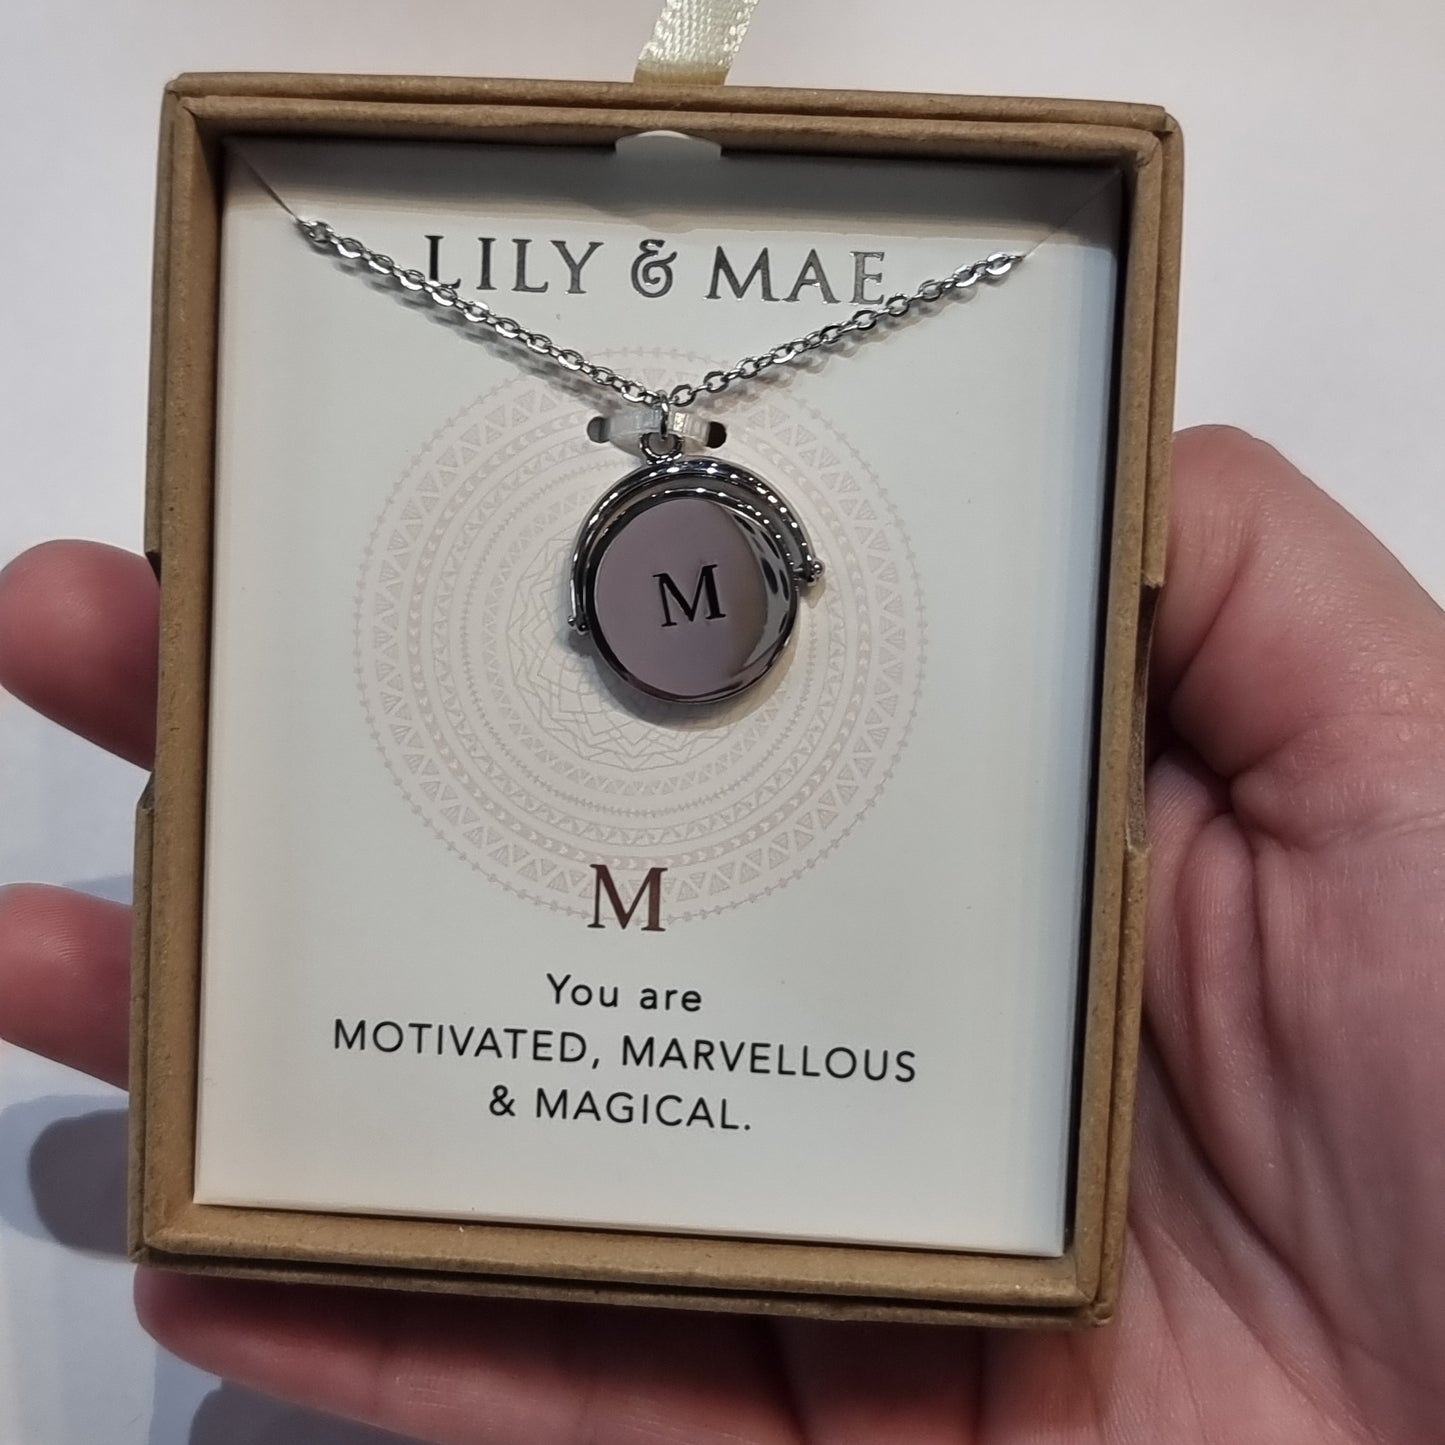 LILY & MAE
M
M
You are
MOTIVATED, MARVELLOUS
& MAGICAL.